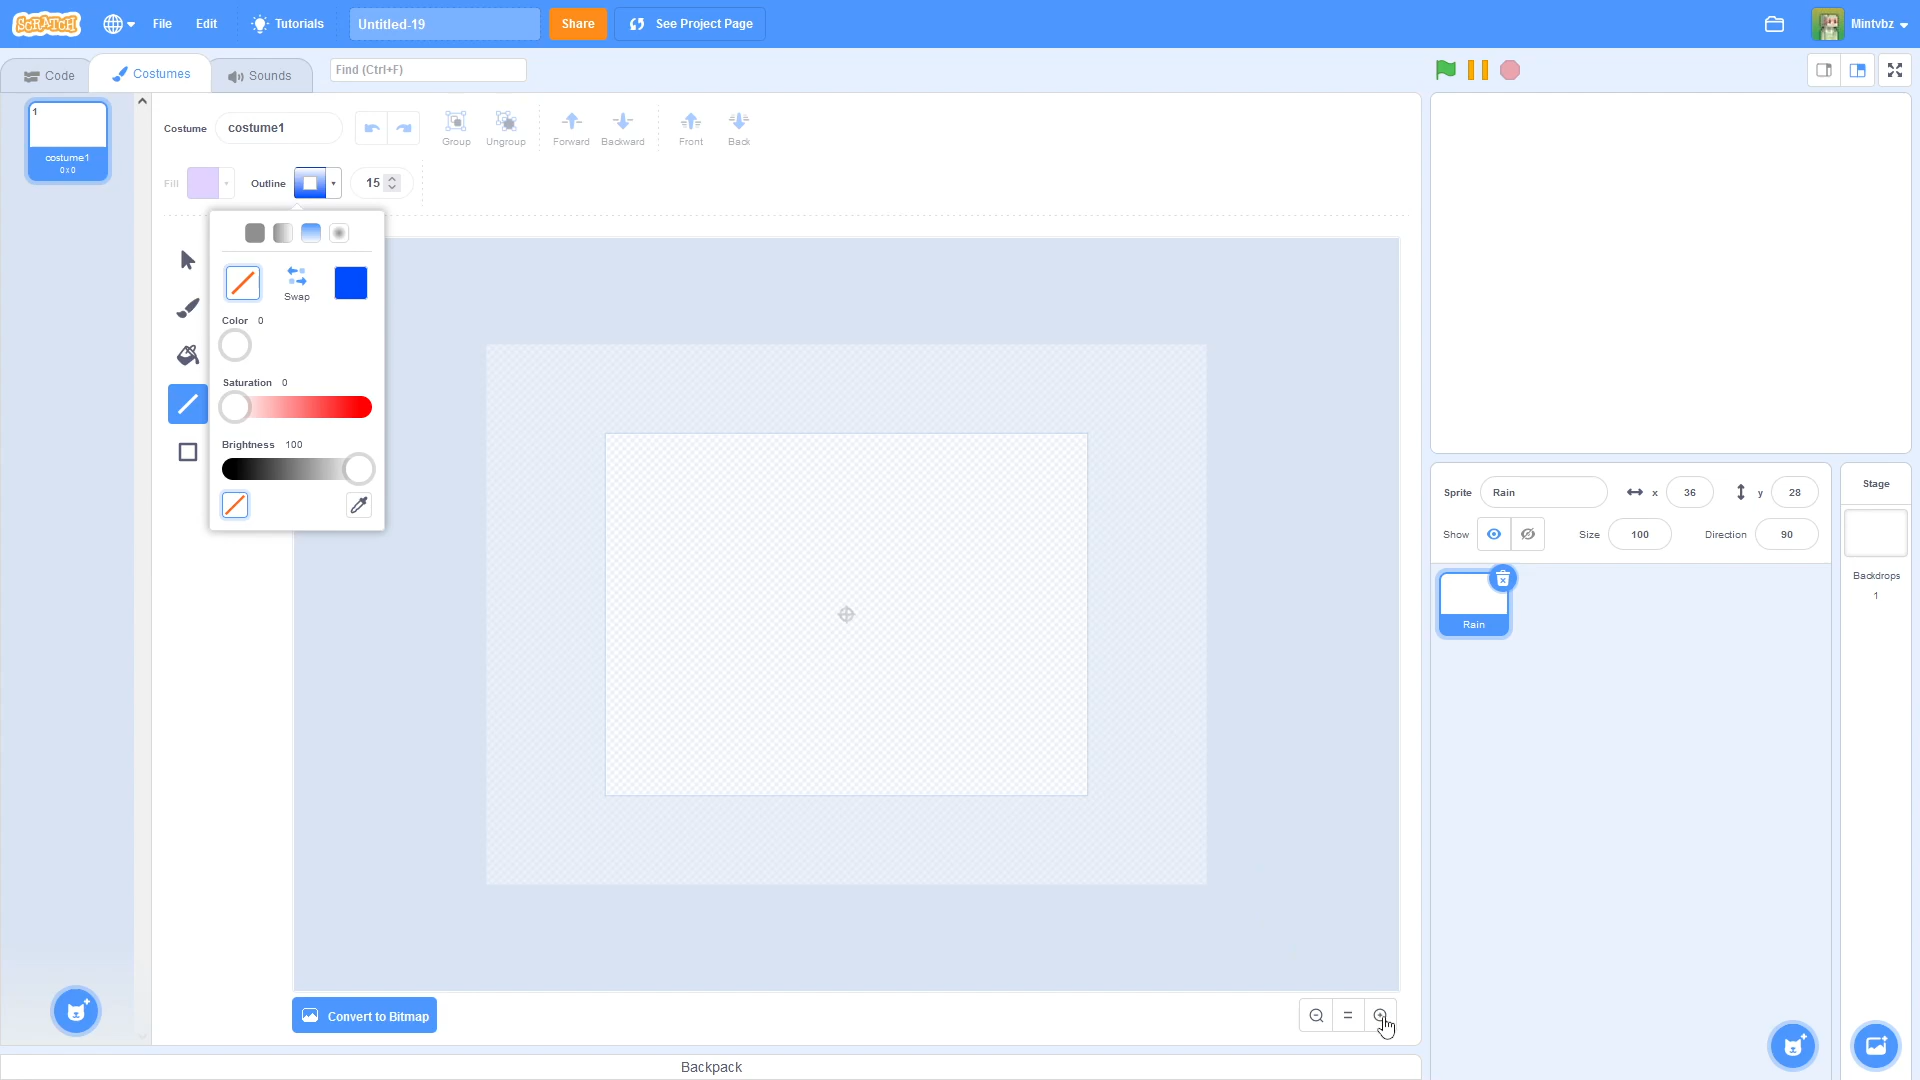 SCRATCH File Edit Tutorials Untitled-19 Share See Project Page Mintvbz
Code Costumes Sounds Find (Ctrl+F)
1
costume1
0 x 0
Costume costume1 Group Ungroup Forward Backward Front Back
Fill Outline 15
Swap
Color 0
Saturation 0
Brightness 100
Convert to Bitmap
Backpack
Sprite Rain x 36 y 28
Show Size 100 Direction 90
Rain
Stage
Backdrops
1